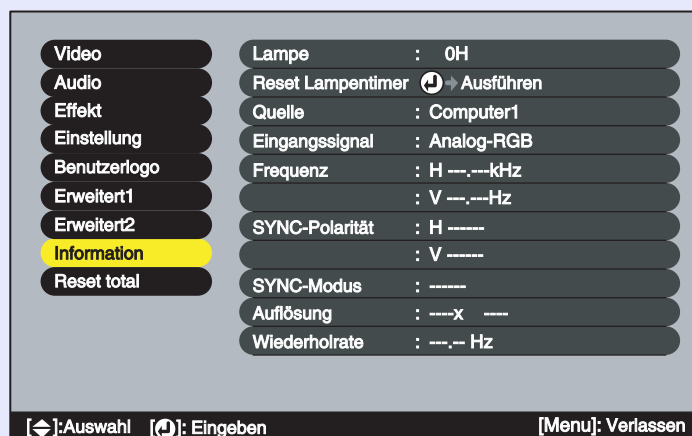 Video
Audio
Effekt
Einstellung
Benutzerlogo
Erweitert1
Erweitert2
Information
Reset total
Lampe : 0H
Reset Lampentimer Ausführen
Quelle : Computer1
Eingangssignal : Analog-RGB
Frequenz : H ---.---kHz
: V ---.---Hz
SYNC-Polarität : H ------
: V ------
SYNC-Modus : ------
Auflösung : ----x ----
Wiederholrate : ---.-- Hz
[ ]:Auswahl [ ]: Eingeben [Menu]: Verlassen